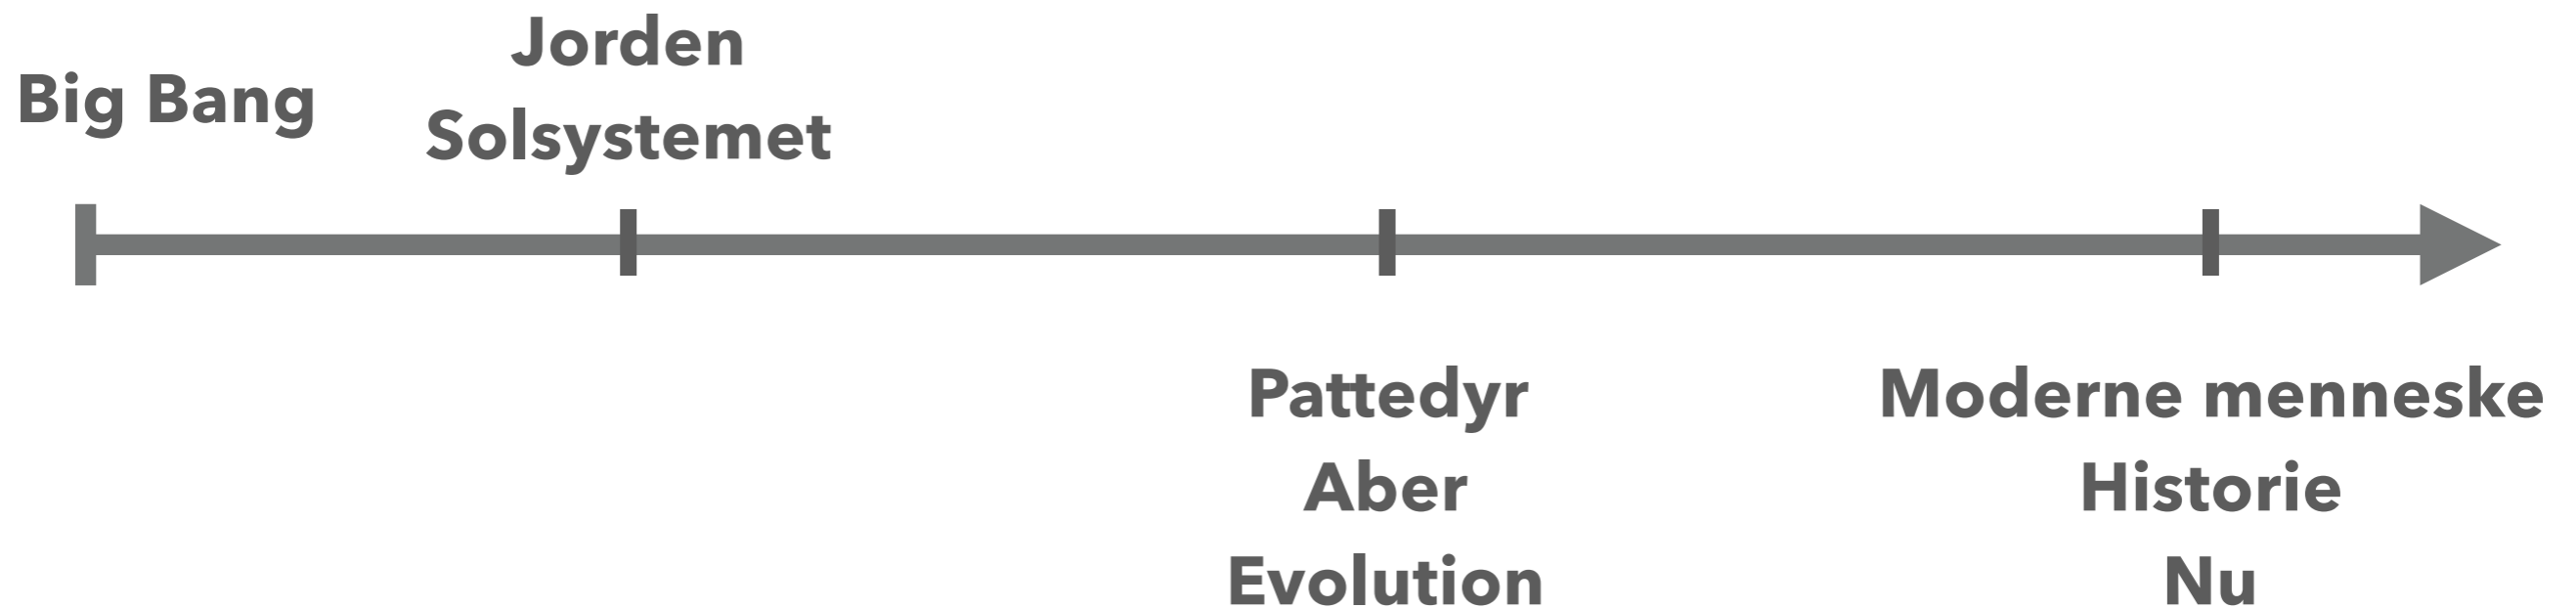 Big Bang
Jorden
Solsystemet
Pattedyr
Aber
Evolution
Moderne menneske
Historie
Nu